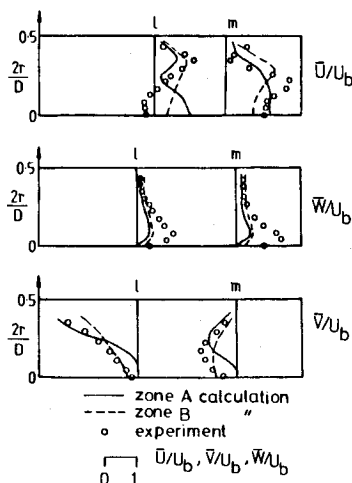 l m
0·5
2r/D
0
Ū/U_b
l m
0·5
2r/D
0
W̄/U_b
l m
0·5
2r/D
0
V̄/U_b
—— zone A calculation
---- zone B "
o experiment
Ū/U_b, V̄/U_b, W̄/U_b
0 1